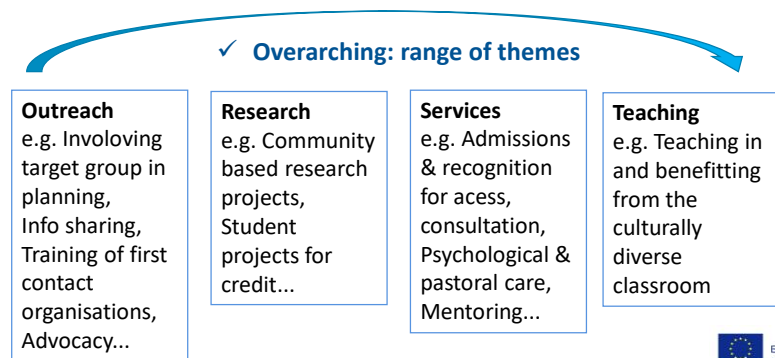 ✓ Overarching: range of themes
Outreach
e.g. Involoving
target group in
planning,
Info sharing,
Training of first
contact
organisations,
Advocacy...
Research
e.g. Community
based research
projects,
Student
projects for
credit...
Services
e.g. Admissions
& recognition
for acess,
consultation,
Psychological &
pastoral care,
Mentoring...
Teaching
e.g. Teaching in
and benefitting
from the
culturally
diverse
classroom